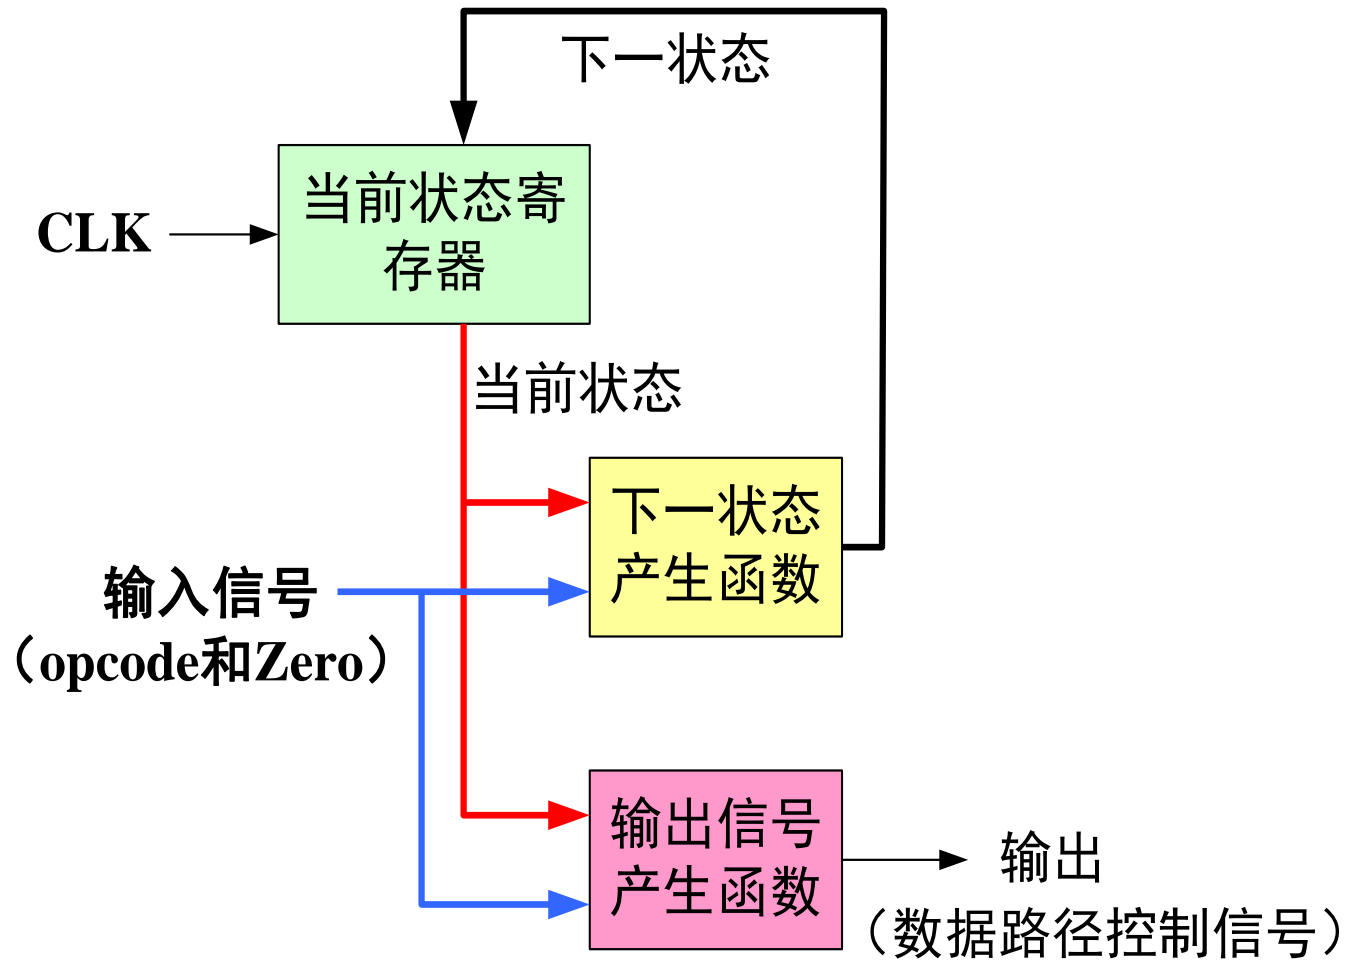 下一状态
CLK
当前状态寄
存器
当前状态
下一状态
产生函数
输入信号
（opcode和Zero）
输出信号
产生函数
输出
（数据路径控制信号）